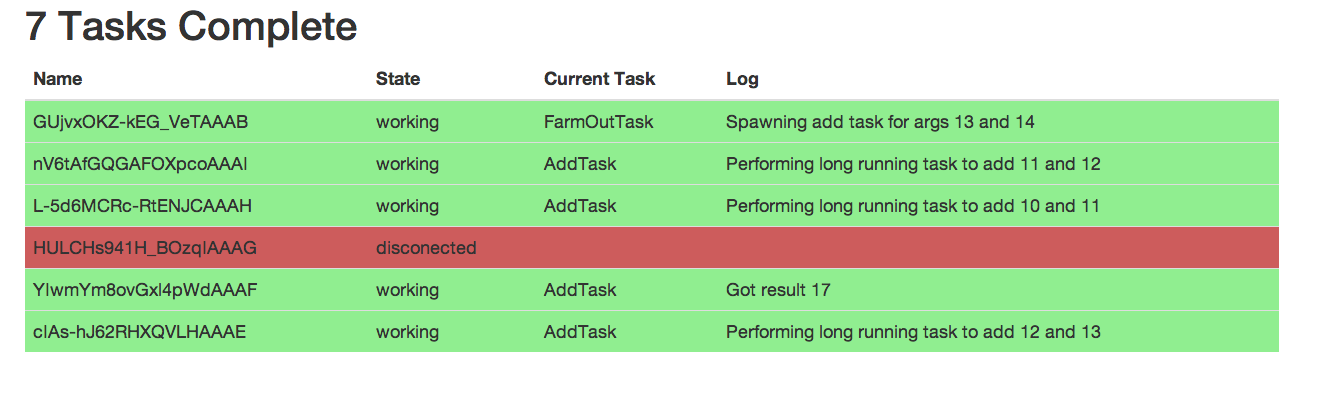 7 Tasks Complete
Name State Current Task Log
GUjvxOKZ-kEG_VeTAAAB working FarmOutTask Spawning add task for args 13 and 14
nV6tAfGQGAFOXpcoAAAI working AddTask Performing long running task to add 11 and 12
L-5d6MCRc-RtENJCAAAH working AddTask Performing long running task to add 10 and 11
HULCHs941H_BOzqIAAAG disconected
YIwmYm8ovGxl4pWdAAAF working AddTask Got result 17
cIAs-hJ62RHXQVLHAAAE working AddTask Performing long running task to add 12 and 13